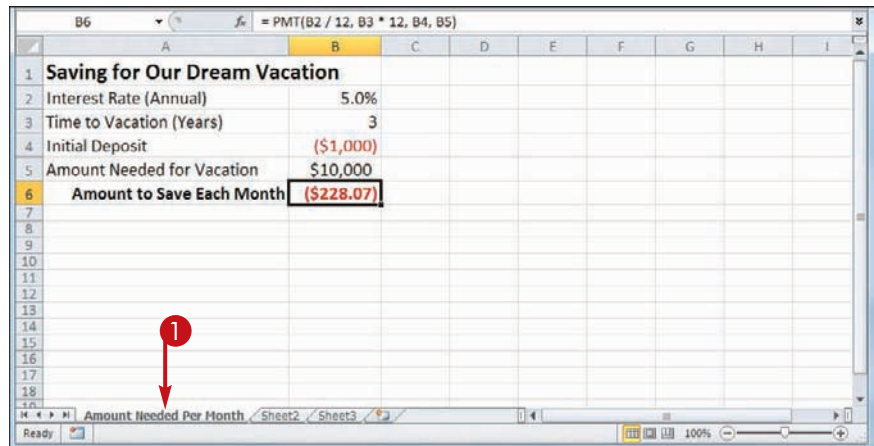 B6 fx = PMT(B2 / 12, B3 * 12, B4, B5)
A B C D E F G H I
1 Saving for Our Dream Vacation
2 Interest Rate (Annual) 5.0%
3 Time to Vacation (Years) 3
4 Initial Deposit ($1,000)
5 Amount Needed for Vacation $10,000
6 Amount to Save Each Month ($228.07)
7
8
9
10
11
12
13
14
15
16
17
18
19
1
Amount Needed Per Month Sheet2 Sheet3
Ready 100%